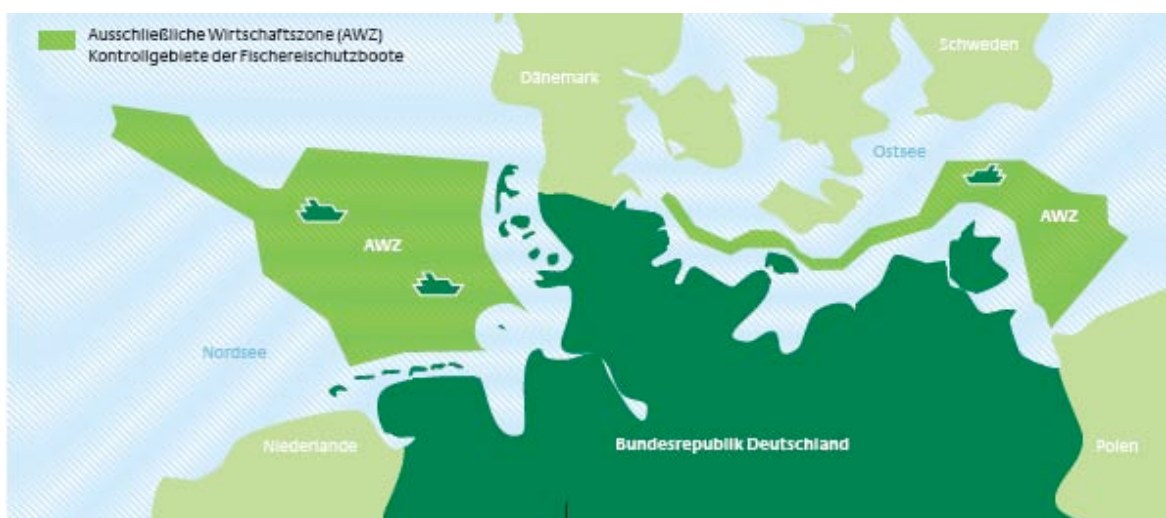 Ausschließliche Wirtschaftszone (AWZ)
Kontrollgebiete der Fischereischutzboote
Schweden
Dänemark
Ostsee
AWZ
AWZ
Nordsee
Niederlande
Bundesrepublik Deutschland
Polen